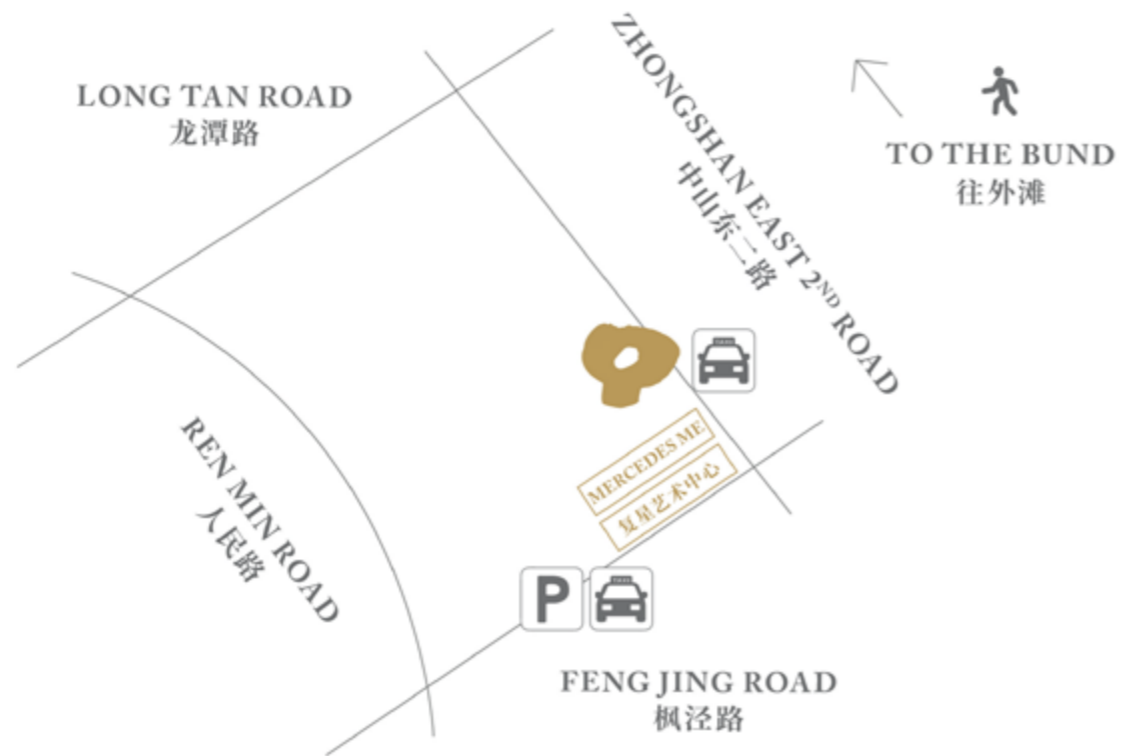 LONG TAN ROAD
龙潭路
ZHONGSHAN EAST 2ND ROAD
中山东二路
TO THE BUND
往外滩
TAXI
MERCEDES ME
复星艺术中心
REN MIN ROAD
人民路
P
TAXI
FENG JING ROAD
枫泾路